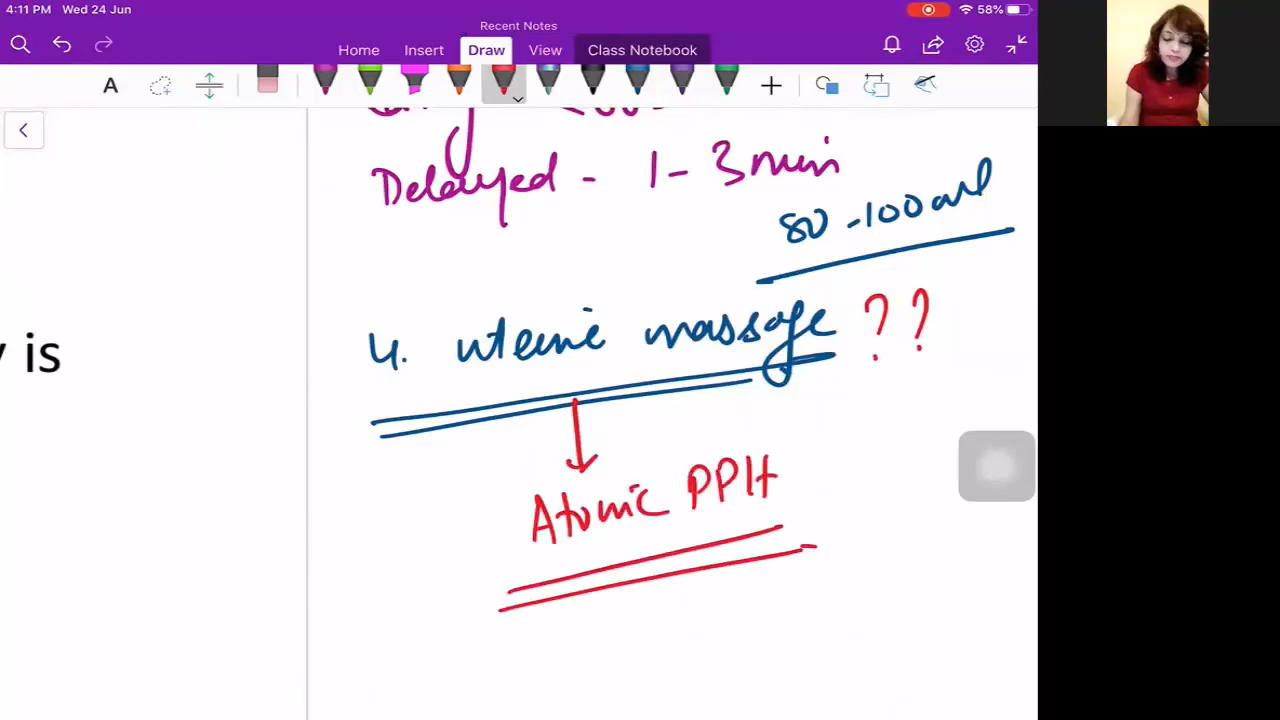 4:11 PM Wed 24 Jun
58%
Recent Notes
Home Insert Draw View Class Notebook
A
Delayed - 1 - 3 min
80 - 100 ml
4. uterine massage ??
y is
Atonic PPH